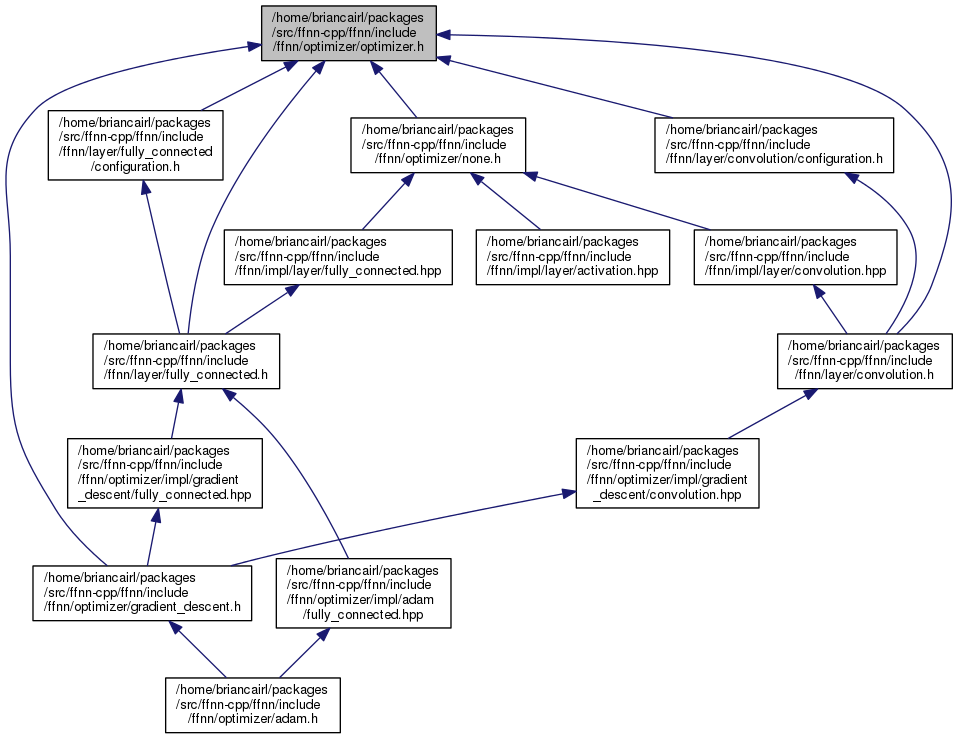 /home/briancairl/packages
/src/ffnn-cpp/ffnn/include
/ffnn/optimizer/optimizer.h
/home/briancairl/packages
/src/ffnn-cpp/ffnn/include
/ffnn/layer/fully_connected
/configuration.h
/home/briancairl/packages
/src/ffnn-cpp/ffnn/include
/ffnn/optimizer/none.h
/home/briancairl/packages
/src/ffnn-cpp/ffnn/include
/ffnn/layer/convolution/configuration.h
/home/briancairl/packages
/src/ffnn-cpp/ffnn/include
/ffnn/impl/layer/fully_connected.hpp
/home/briancairl/packages
/src/ffnn-cpp/ffnn/include
/ffnn/impl/layer/activation.hpp
/home/briancairl/packages
/src/ffnn-cpp/ffnn/include
/ffnn/impl/layer/convolution.hpp
/home/briancairl/packages
/src/ffnn-cpp/ffnn/include
/ffnn/layer/fully_connected.h
/home/briancairl/packages
/src/ffnn-cpp/ffnn/include
/ffnn/layer/convolution.h
/home/briancairl/packages
/src/ffnn-cpp/ffnn/include
/ffnn/optimizer/impl/gradient
_descent/fully_connected.hpp
/home/briancairl/packages
/src/ffnn-cpp/ffnn/include
/ffnn/optimizer/impl/gradient
_descent/convolution.hpp
/home/briancairl/packages
/src/ffnn-cpp/ffnn/include
/ffnn/optimizer/gradient_descent.h
/home/briancairl/packages
/src/ffnn-cpp/ffnn/include
/ffnn/optimizer/impl/adam
/fully_connected.hpp
/home/briancairl/packages
/src/ffnn-cpp/ffnn/include
/ffnn/optimizer/adam.h